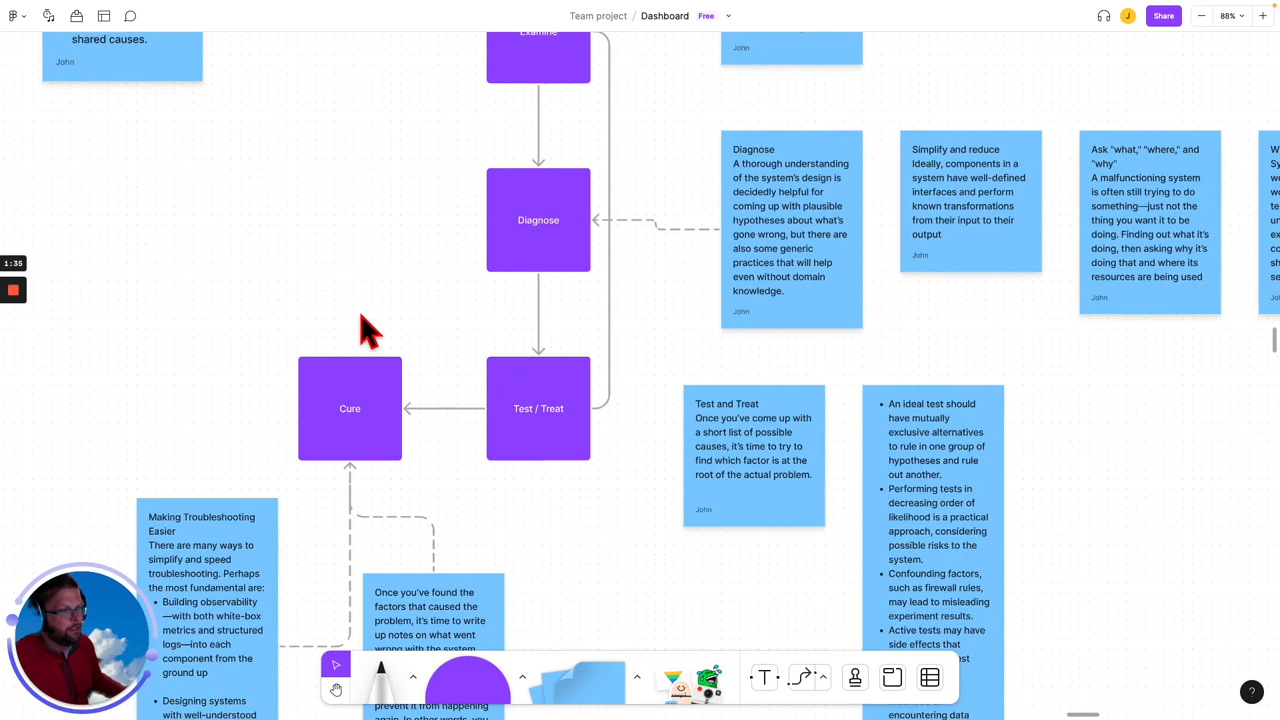 Team project / Dashboard Free
J
Share
88%
shared causes.
John
Examine
John
1:35
Diagnose
Cure
Test / Treat
Diagnose
A thorough understanding
of the system's design is
decidedly helpful for
coming up with plausible
hypotheses about what's
gone wrong, but there are
also some generic
practices that will help
even without domain
knowledge.
John
Simplify and reduce
Ideally, components in a
system have well-defined
interfaces and perform
known transformations
from their input to their
output
John
Ask "what," "where," and
"why"
A malfunctioning system
is often still trying to do
something—just not the
thing you want it to be
doing. Finding out what it's
doing, then asking why it's
doing that and where its
resources are being used
John
Test and Treat
Once you've come up with
a short list of possible
causes, it's time to try to
find which factor is at the
root of the actual problem.
John
• An ideal test should
have mutually
exclusive alternatives
to rule in one group of
hypotheses and rule
out another.
• Performing tests in
decreasing order of
likelihood is a practical
approach, considering
possible risks to the
system.
• Confounding factors,
such as firewall rules,
may lead to misleading
experiment results.
• Active tests may have
side effects that
encountering data
Making Troubleshooting
Easier
There are many ways to
simplify and speed
troubleshooting. Perhaps
the most fundamental are:
• Building observability
—with both white-box
metrics and structured
logs—into each
component from the
ground up
• Designing systems
with well-understood
Once you've found the
factors that caused the
problem, it's time to write
up notes on what went
wrong with the system
prevent it from happening
again. In other words, you
T
?